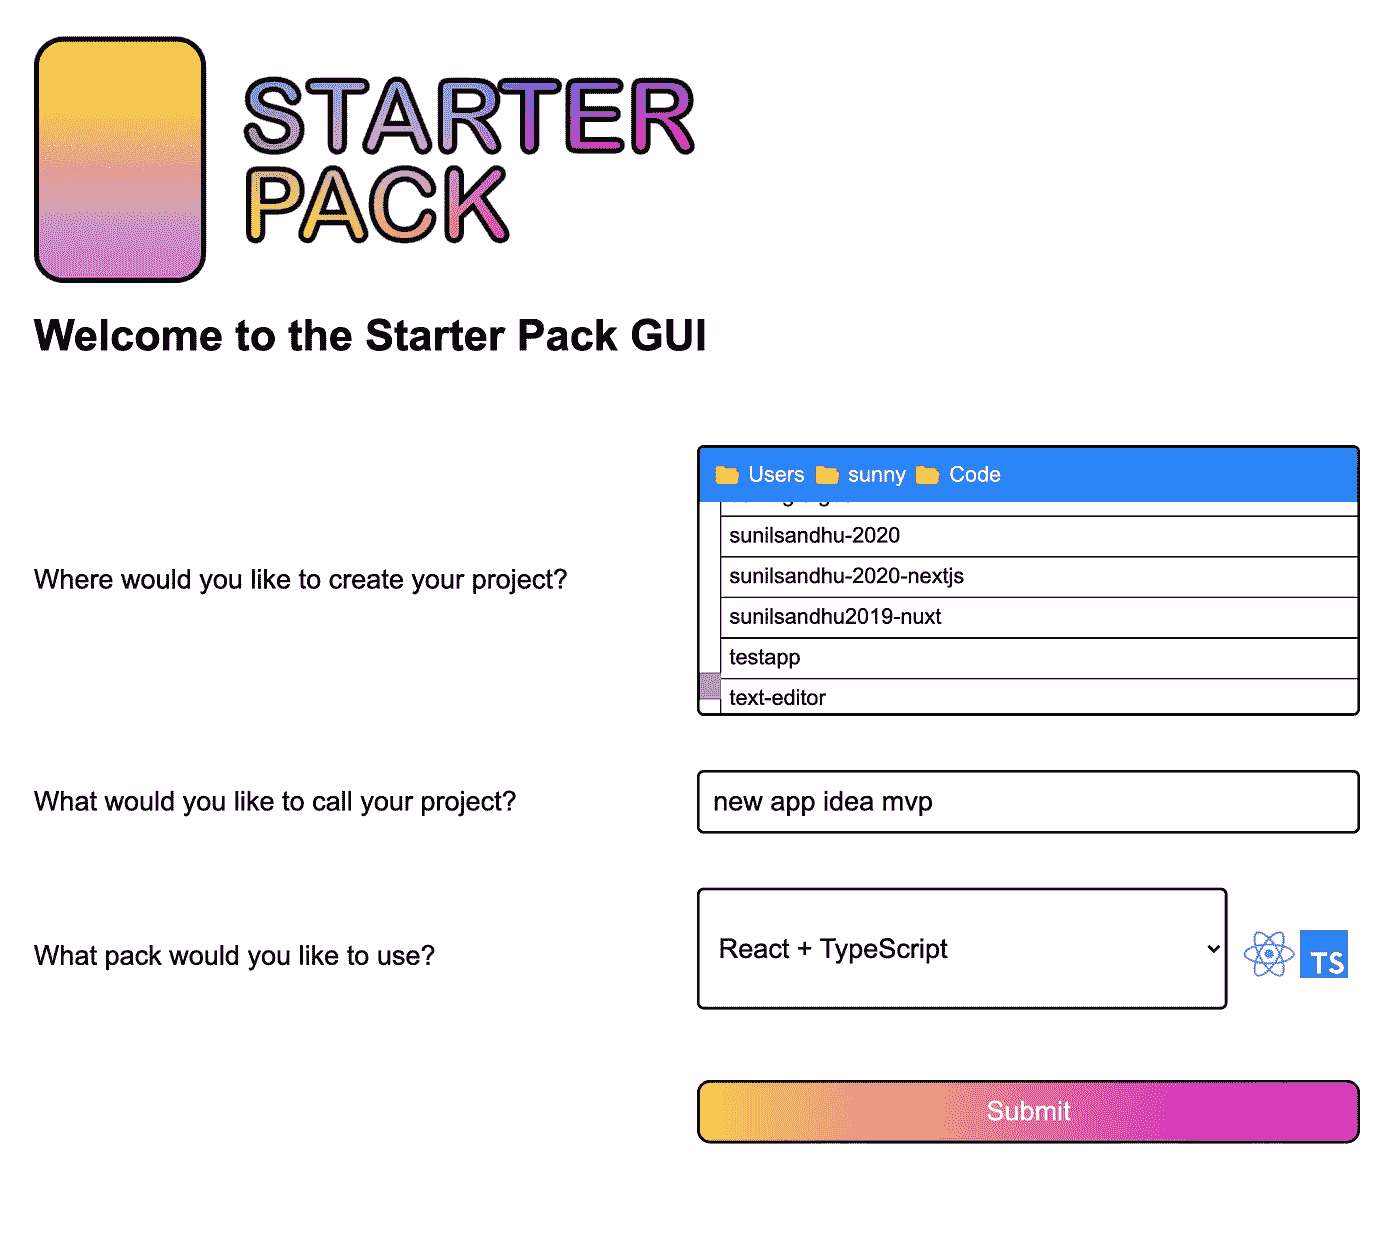 STARTER
PACK
Welcome to the Starter Pack GUI
Where would you like to create your project?
Users sunny Code
sunilsandhu-2020
sunilsandhu-2020-nextjs
sunilsandhu2019-nuxt
testapp
text-editor
What would you like to call your project?
new app idea mvp
What pack would you like to use?
React + TypeScript
TS
Submit